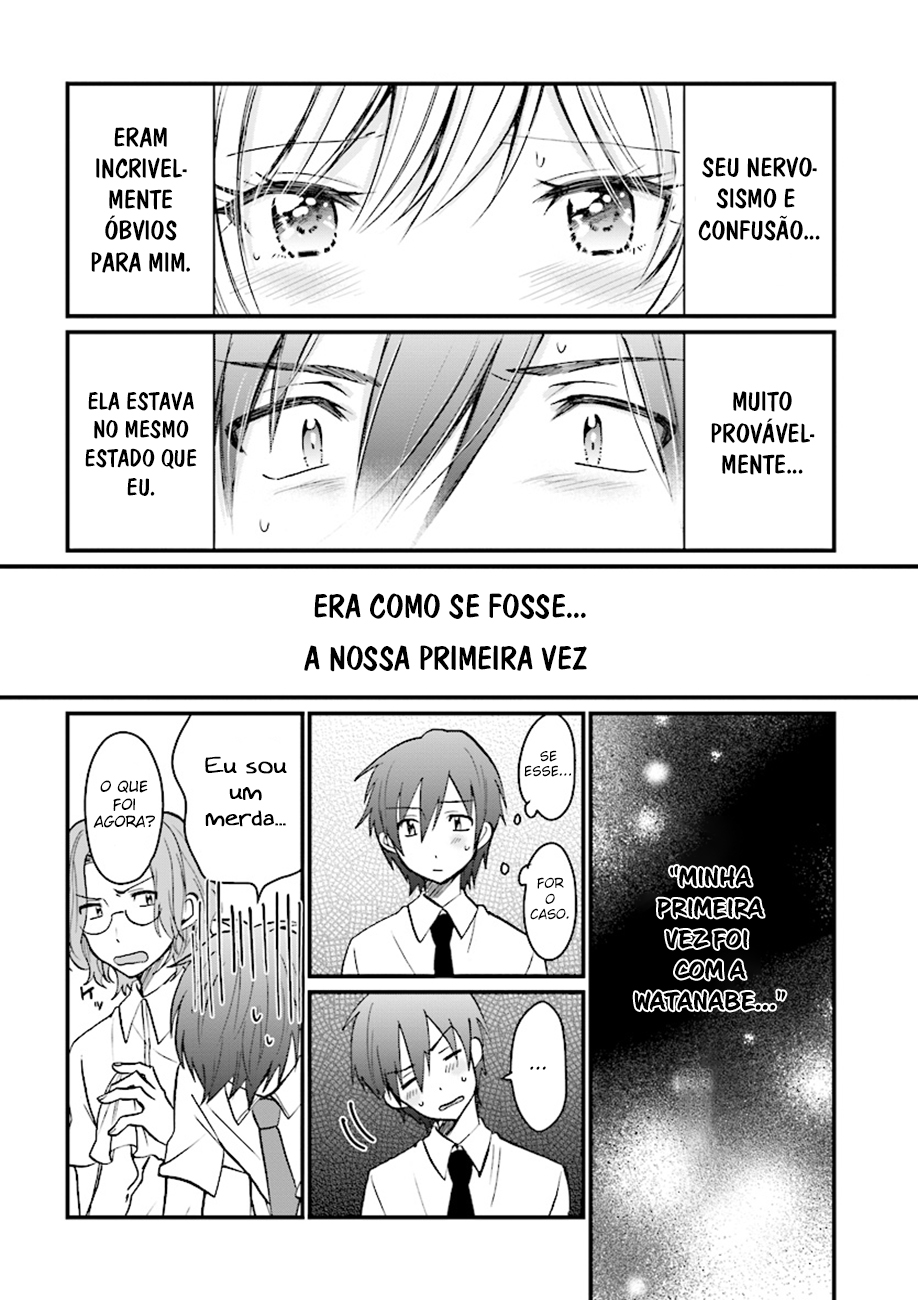 SEU NERVO-
SISMO E
CONFUSÃO...
ERAM
INCRIVEL-
MENTE
ÓBVIOS
PARA MIM.
MUITO
PROVÁVEL-
MENTE...
ELA ESTAVA
NO MESMO
ESTADO QUE
EU.
ERA COMO SE FOSSE...
A NOSSA PRIMEIRA VEZ
"MINHA
PRIMEIRA
VEZ FOI
COM A
WATANABE..."
SE
ESSE...
FOR
O
CASO.
...
Eu sou
um
merda...
O QUE
FOI
AGORA?